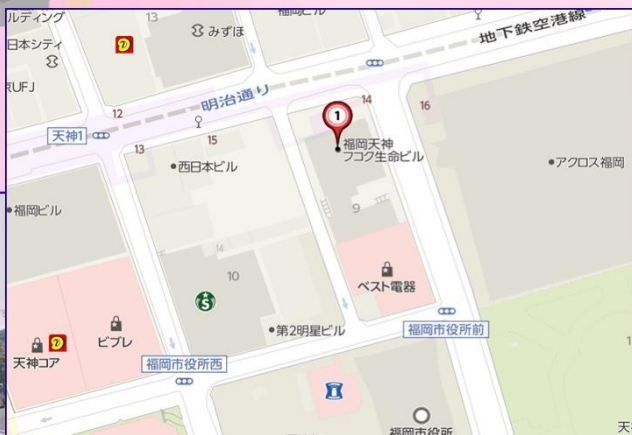 ルディング
13
福岡ビル
日本シティ
みずほ
地下鉄空港線
明治通り
12
14
16
天神1
1
13
15
福岡天神
フコク生命ビル
西日本ビル
アクロス福岡
福岡ビル
9
14
10
ベスト電器
S
ビブレ
第2明星ビル
福岡市役所前
天神コア
福岡市役所西
福岡市役所
天